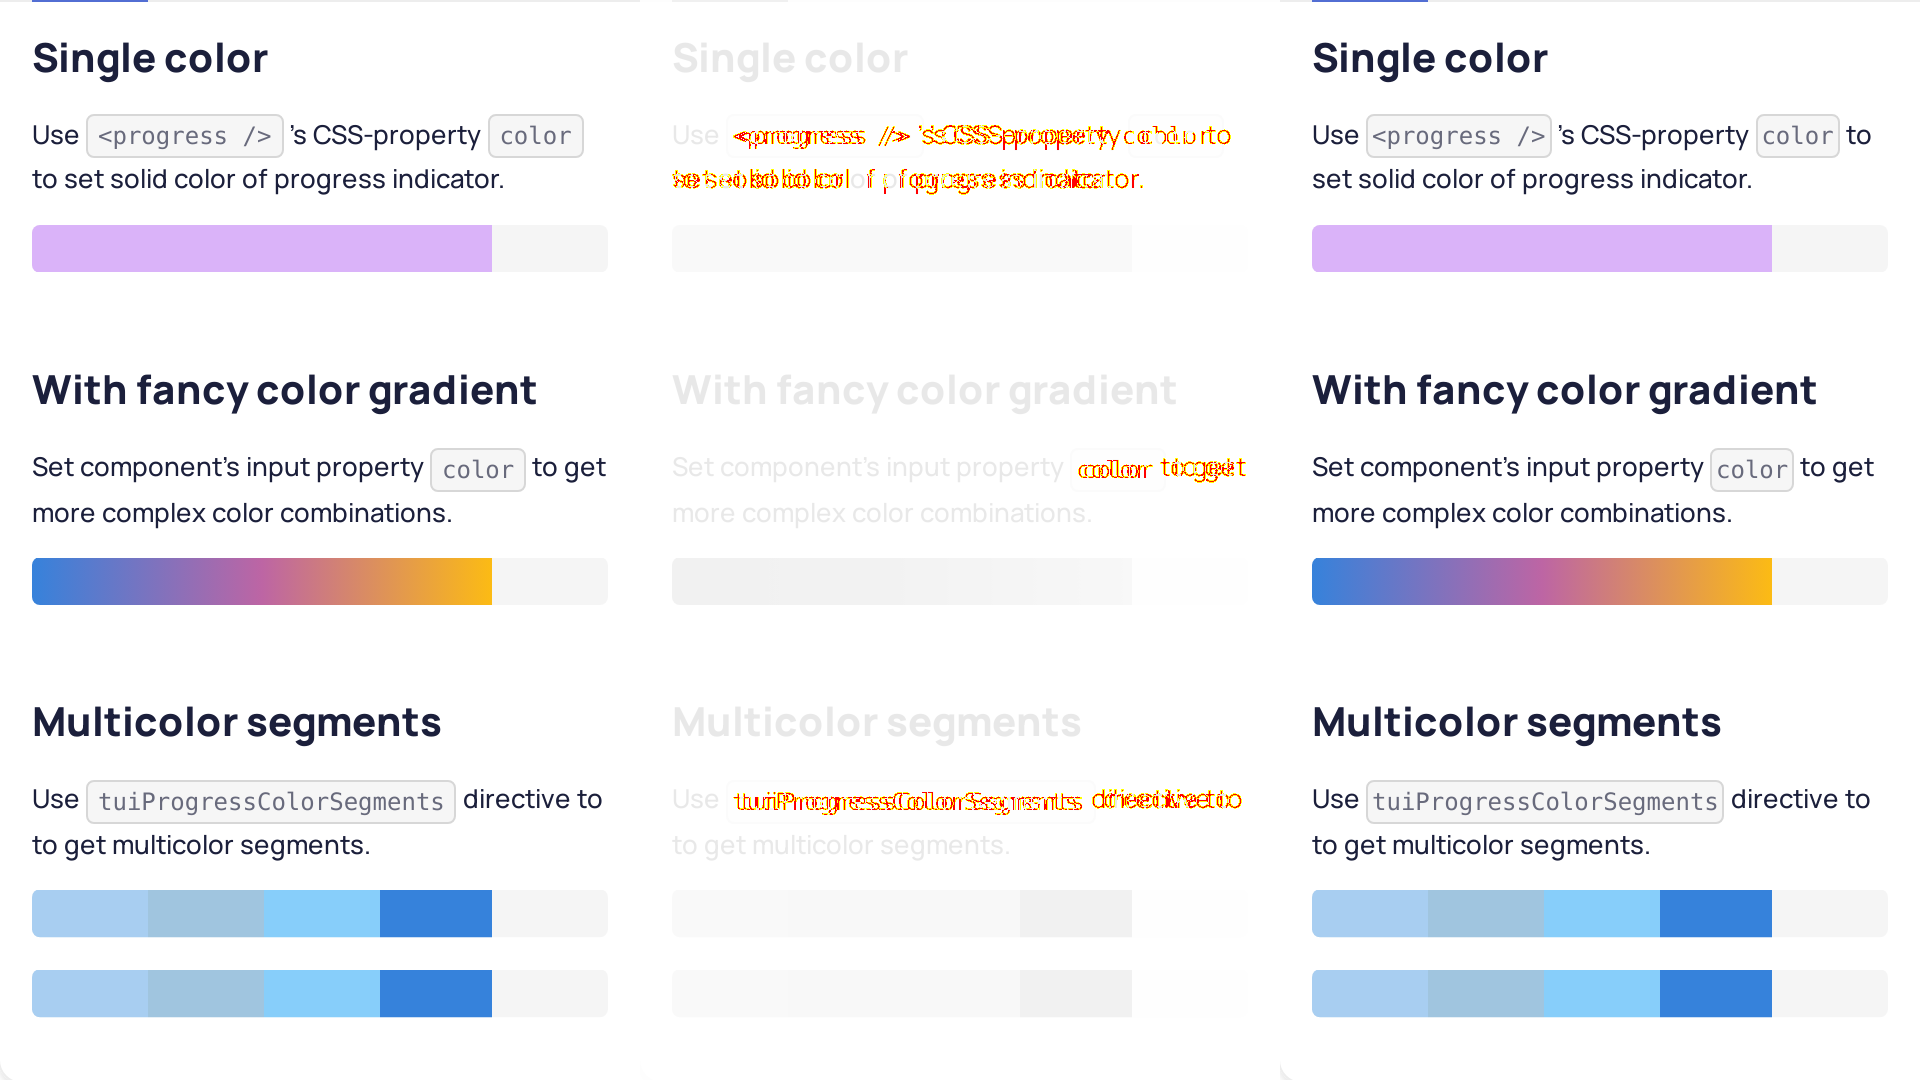 Single color
Use <progress /> 's CSS-property color
to set solid color of progress indicator.
With fancy color gradient
Set component's input property color to get
more complex color combinations.
Multicolor segments
Use tuiProgressColorSegments directive to
to get multicolor segments.
Single color
Use
With fancy color gradient
Set component's input property
more complex color combinations.
Multicolor segments
Use
to get multicolor segments.
Single color
Use <progress /> 's CSS-property color to
set solid color of progress indicator.
With fancy color gradient
Set component's input property color to get
more complex color combinations.
Multicolor segments
Use tuiProgressColorSegments directive to
to get multicolor segments.